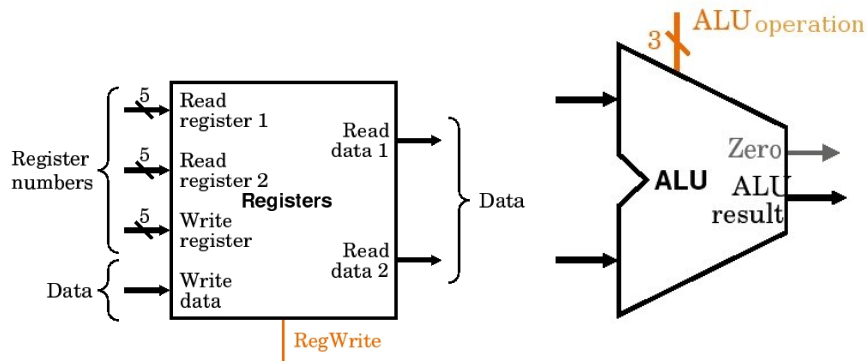 Register
numbers
Data
5
Read
register 1
5
Read
register 2
5
Write
register
Write
data
Registers
Read
data 1
Read
data 2
Data
RegWrite
3
ALU operation
Zero
ALU
ALU
result